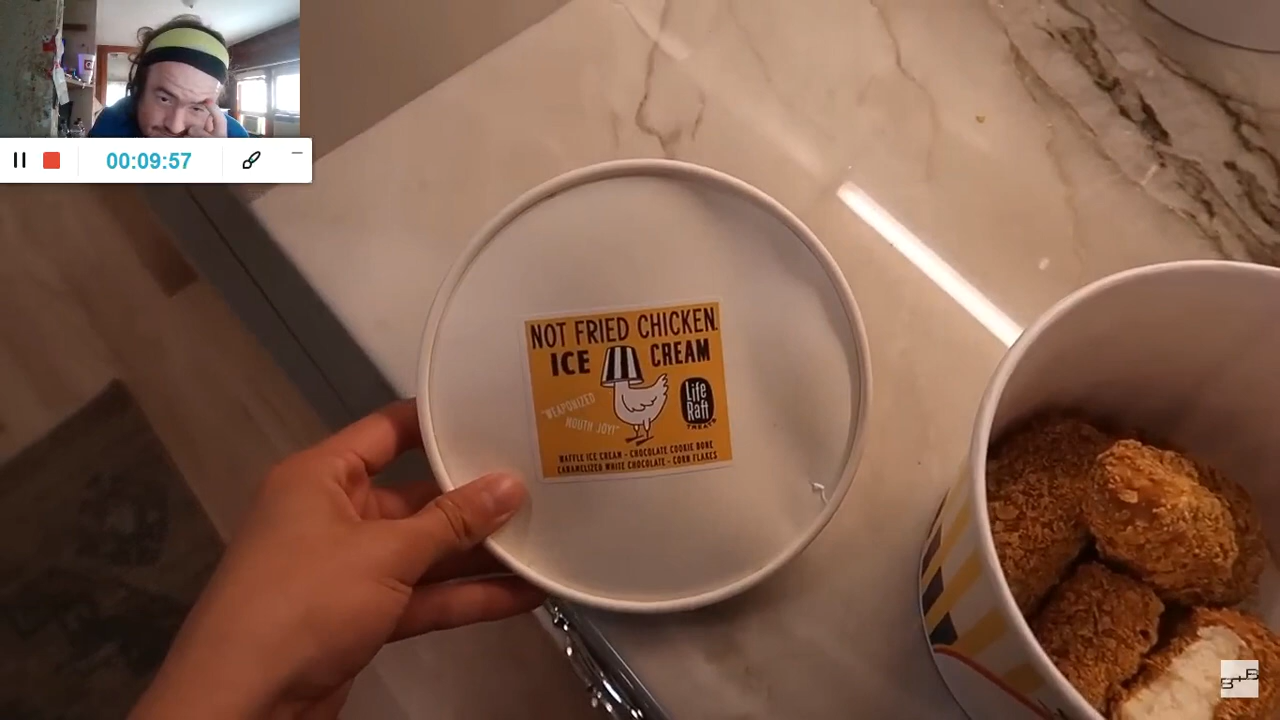 00:09:57
NOT FRIED CHICKEN
ICE CREAM
"WEAPONIZED
MOUTH JOY!"
Life
Raft
TREATS
WAFFLE ICE CREAM - CHOCOLATE COOKIE BONE
CARAMELIZED WHITE CHOCOLATE - CORN FLAKES